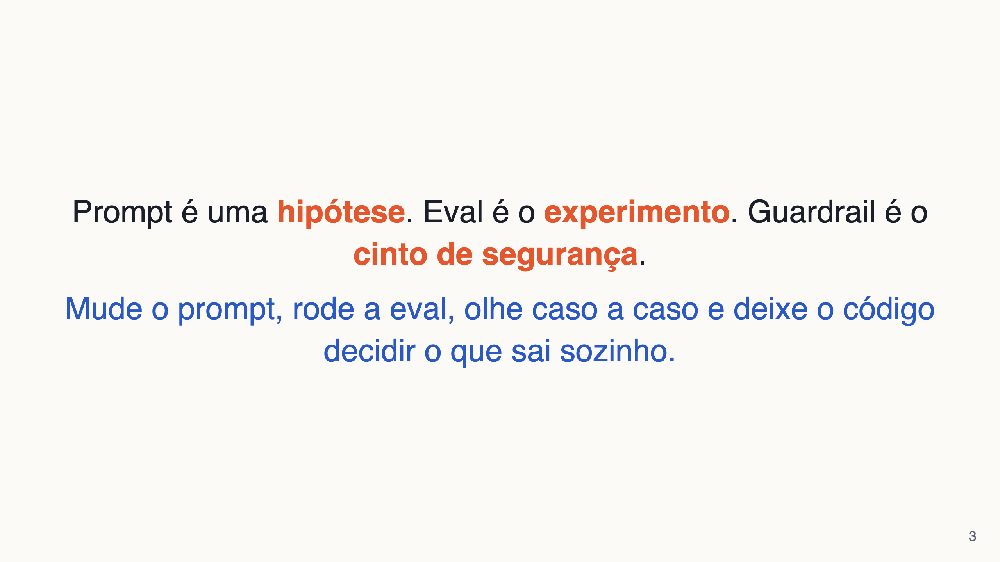 Prompt é uma hipótese. Eval é o experimento. Guardrail é o
cinto de segurança.
Mude o prompt, rode a eval, olhe caso a caso e deixe o código
decidir o que sai sozinho.
3